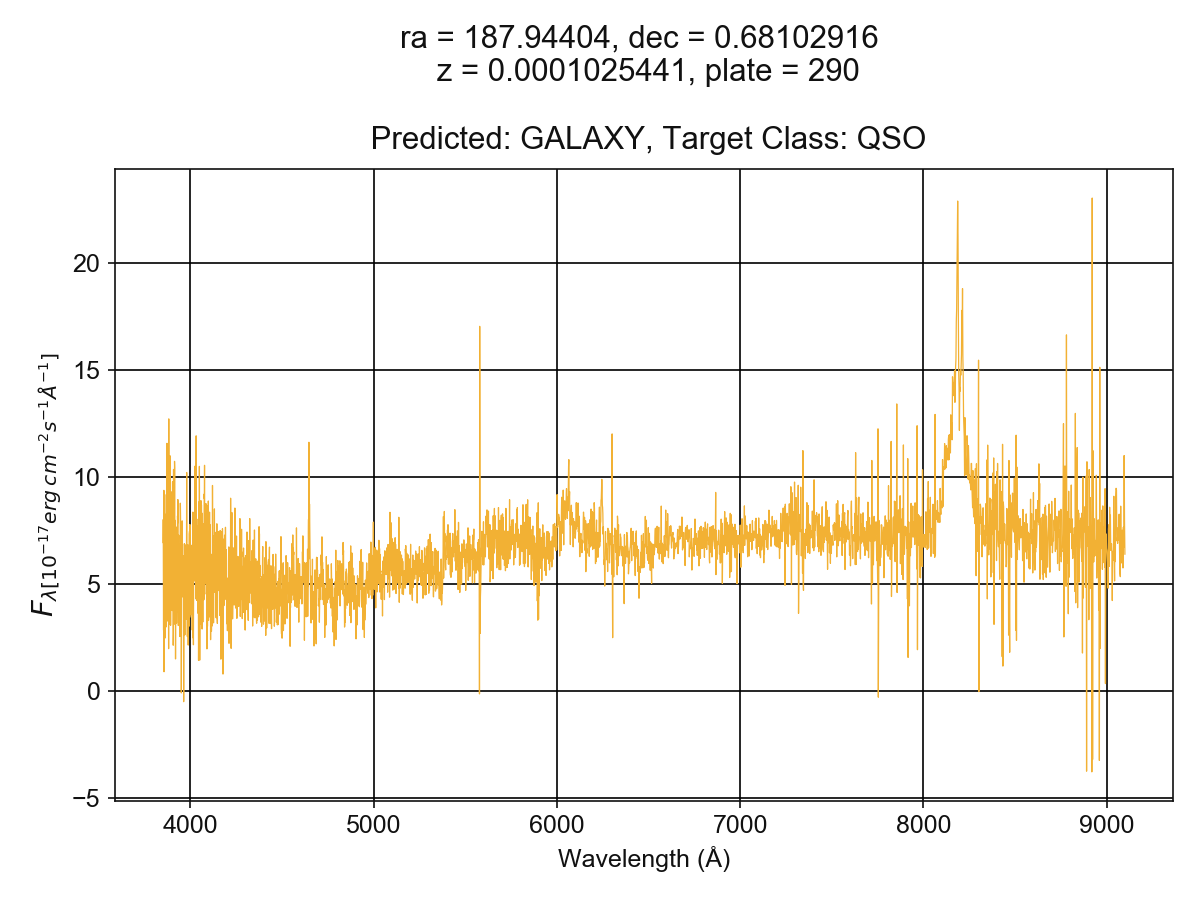 ra = 187.94404, dec = 0.68102916
z = 0.0001025441, plate = 290
Predicted: GALAXY, Target Class: QSO
20
15
10
5
0
−5
F_λ[10⁻¹⁷ erg cm⁻² s⁻¹ Å⁻¹]
4000 5000 6000 7000 8000 9000
Wavelength (Å)